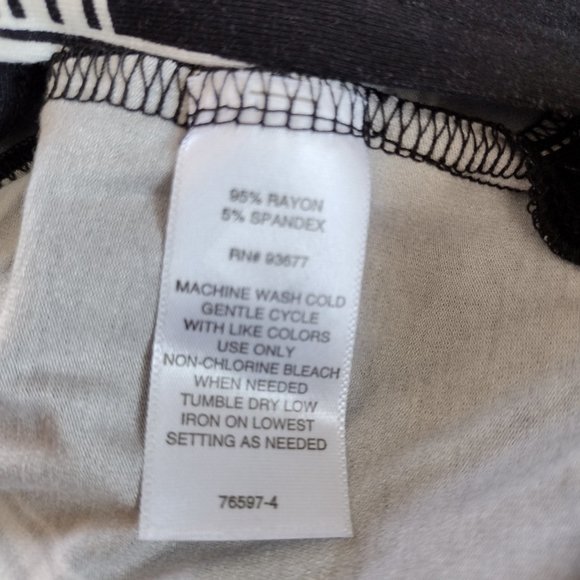 95% RAYON
5% SPANDEX
RN# 93677
MACHINE WASH COLD
GENTLE CYCLE
WITH LIKE COLORS
USE ONLY
NON-CHLORINE BLEACH
WHEN NEEDED
TUMBLE DRY LOW
IRON ON LOWEST
SETTING AS NEEDED
76597-4